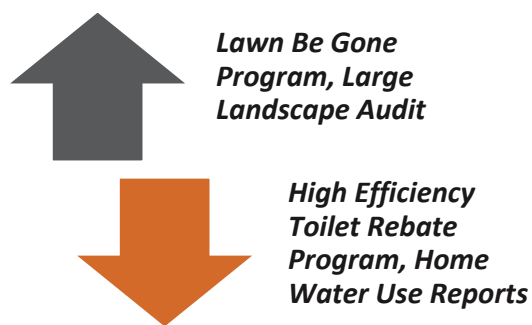 Lawn Be Gone
Program, Large
Landscape Audit
High Efficiency
Toilet Rebate
Program, Home
Water Use Reports